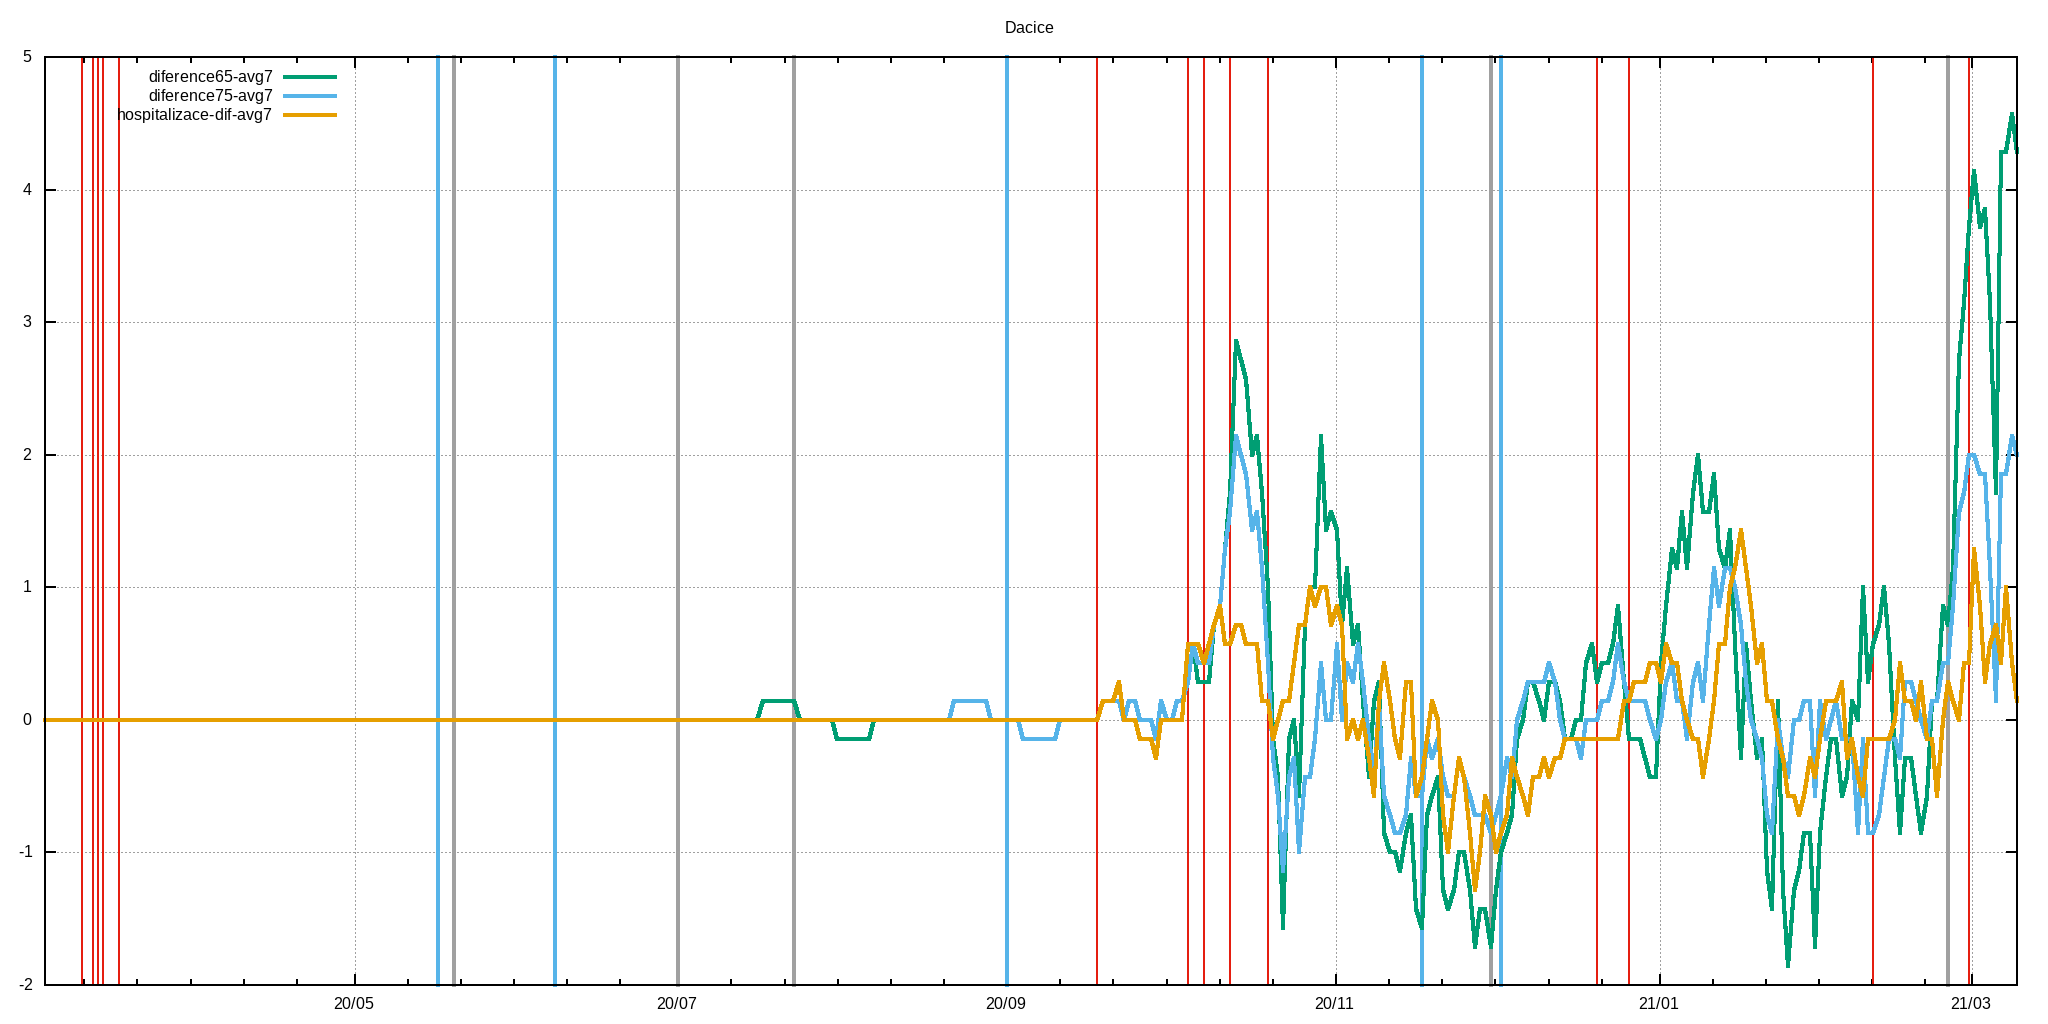 Dacice
diference65-avg7
diference75-avg7
hospitalizace-dif-avg7
5
4
3
2
1
0
-1
-2
20/05 20/07 20/09 20/11 21/01 21/03